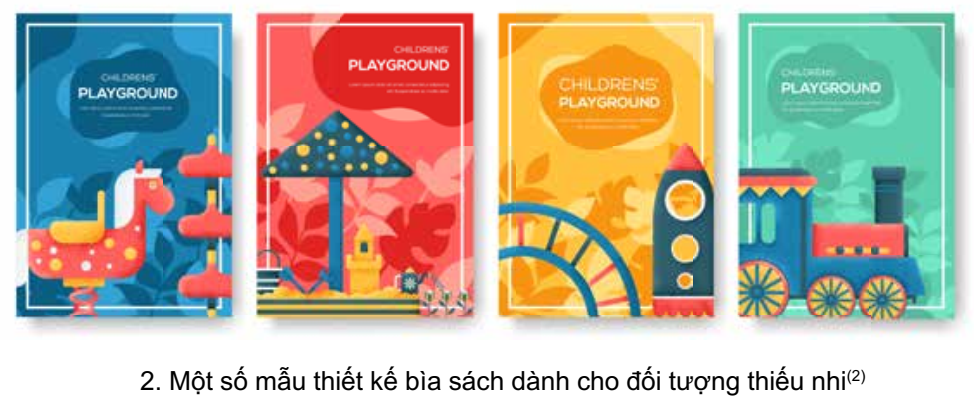 CHILDRENS'
PLAYGROUND
CHILDRENS'
PLAYGROUND
CHILDRENS'
PLAYGROUND
CHILDRENS'
PLAYGROUND
2. Một số mẫu thiết kế bìa sách dành cho đối tượng thiếu nhi(2)